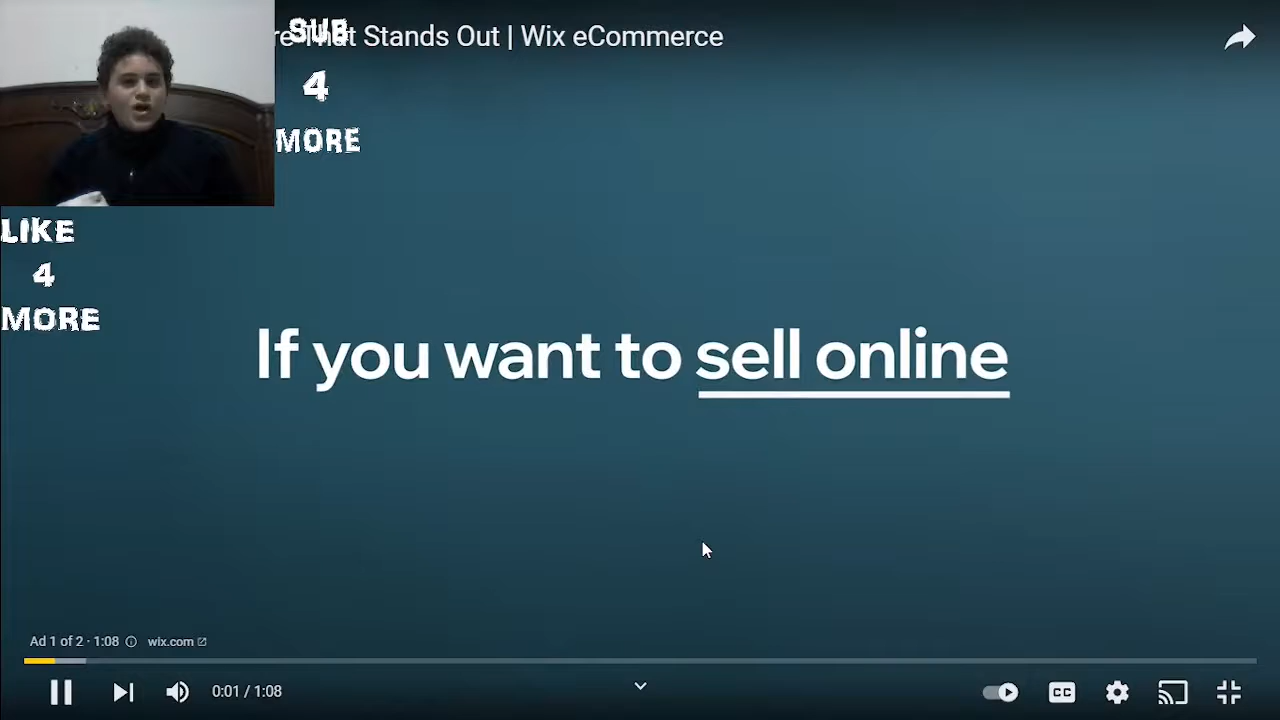 SUB
re That Stands Out | Wix eCommerce
4
MORE
LIKE
4
MORE
If you want to sell online
Ad 1 of 2 · 1:08
wix.com
0:01 / 1:08
CC